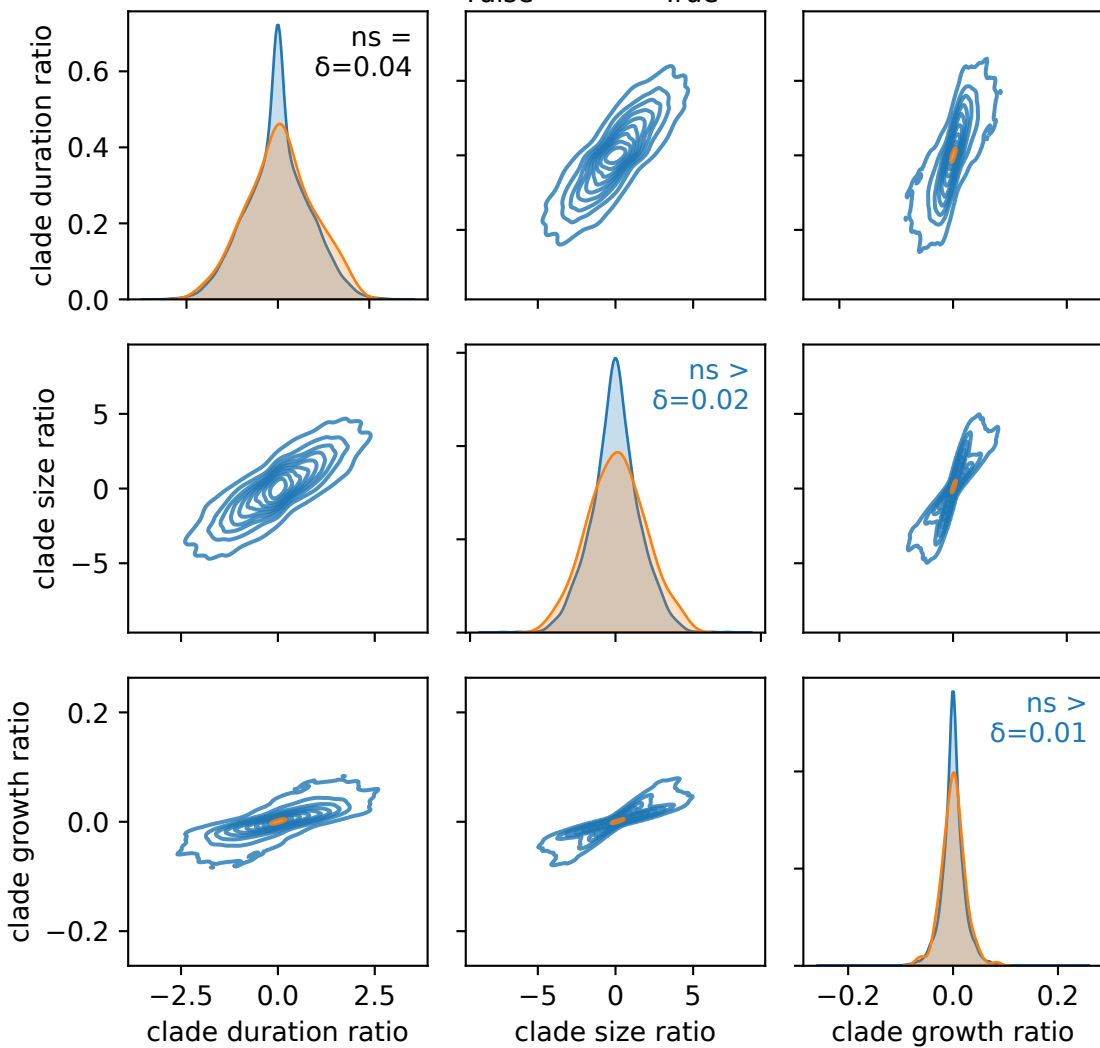 clade duration ratio
0.6
0.4
0.2
0.0
ns =
δ=0.04
clade size ratio
5
0
−5
ns >
δ=0.02
clade growth ratio
0.2
0.0
−0.2
ns >
δ=0.01
−2.5 0.0 2.5
−5 0 5
−0.2 0.0 0.2
clade duration ratio
clade size ratio
clade growth ratio